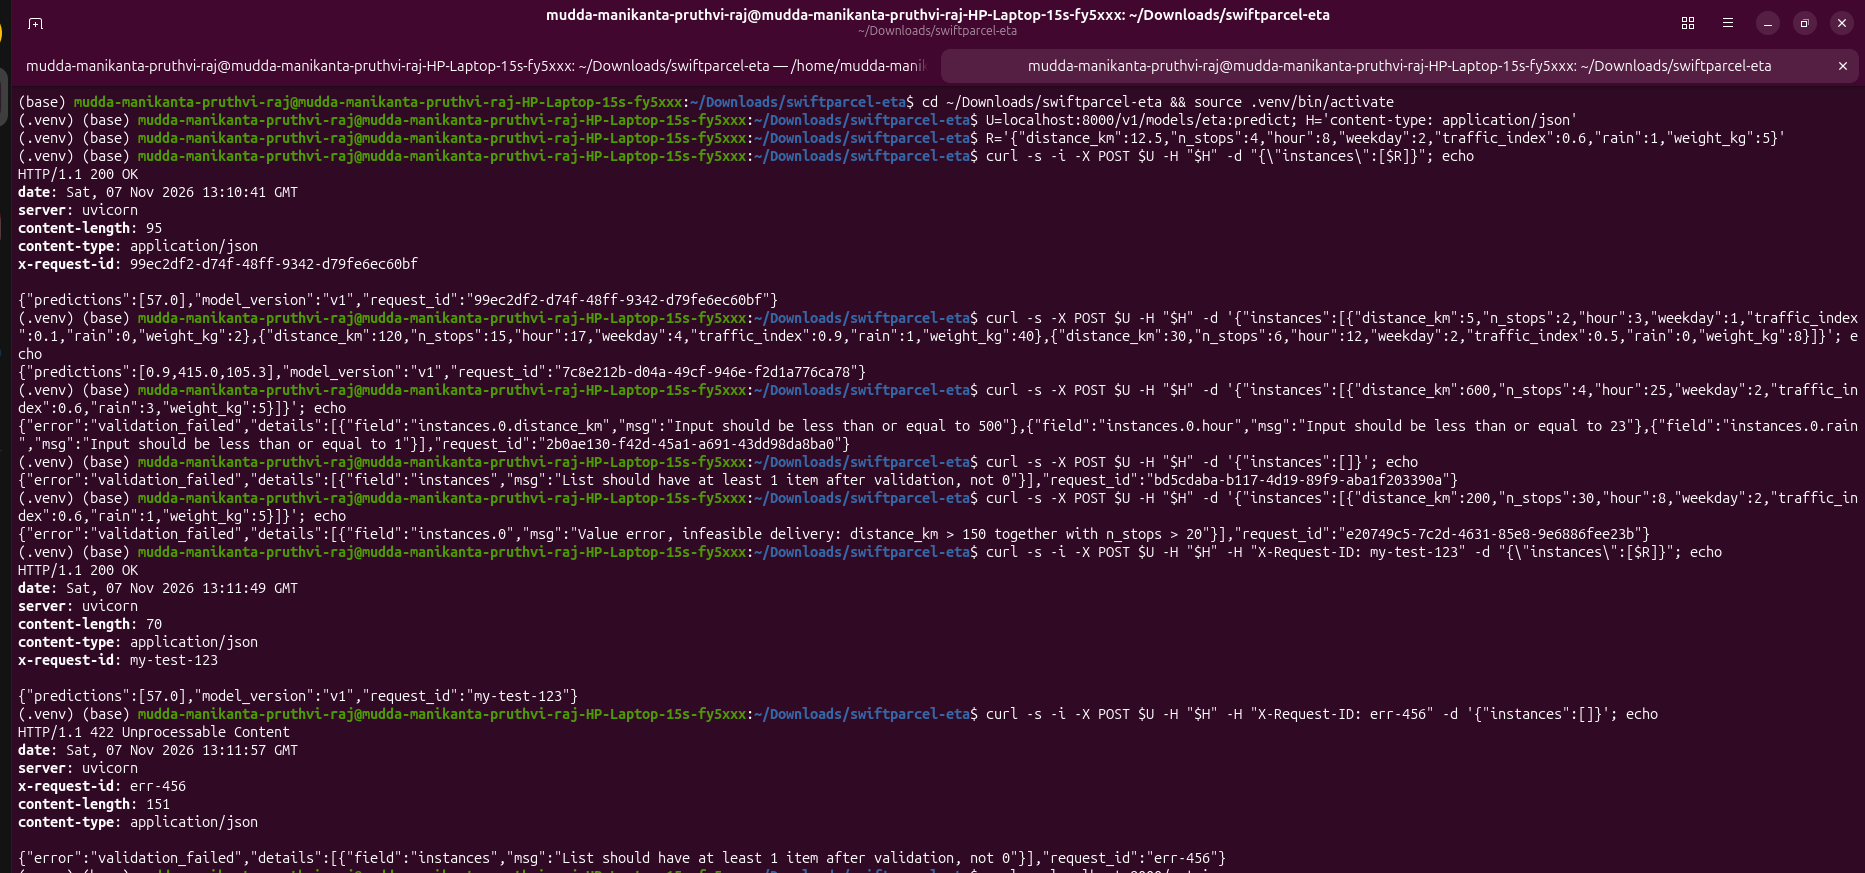 mudda-manikanta-pruthvi-raj@mudda-manikanta-pruthvi-raj-HP-Laptop-15s-fy5xxx: ~/Downloads/swiftparcel-eta
~/Downloads/swiftparcel-eta
mudda-manikanta-pruthvi-raj@mudda-manikanta-pruthvi-raj-HP-Laptop-15s-fy5xxx: ~/Downloads/swiftparcel-eta — /home/mudda-mani
mudda-manikanta-pruthvi-raj@mudda-manikanta-pruthvi-raj-HP-Laptop-15s-fy5xxx: ~/Downloads/swiftparcel-eta
(base) mudda-manikanta-pruthvi-raj@mudda-manikanta-pruthvi-raj-HP-Laptop-15s-fy5xxx:~/Downloads/swiftparcel-eta$ cd ~/Downloads/swiftparcel-eta && source .venv/bin/activate
(.venv) (base) mudda-manikanta-pruthvi-raj@mudda-manikanta-pruthvi-raj-HP-Laptop-15s-fy5xxx:~/Downloads/swiftparcel-eta$ U=localhost:8000/v1/models/eta:predict; H='content-type: application/json'
(.venv) (base) mudda-manikanta-pruthvi-raj@mudda-manikanta-pruthvi-raj-HP-Laptop-15s-fy5xxx:~/Downloads/swiftparcel-eta$ R='{"distance_km":12.5,"n_stops":4,"hour":8,"weekday":2,"traffic_index":0.6,"rain":1,"weight_kg":5}'
(.venv) (base) mudda-manikanta-pruthvi-raj@mudda-manikanta-pruthvi-raj-HP-Laptop-15s-fy5xxx:~/Downloads/swiftparcel-eta$ curl -s -i -X POST $U -H "$H" -d "{\"instances\":[$R]}"; echo
HTTP/1.1 200 OK
date: Sat, 07 Nov 2026 13:10:41 GMT
server: uvicorn
content-length: 95
content-type: application/json
x-request-id: 99ec2df2-d74f-48ff-9342-d79fe6ec60bf
{"predictions":[57.0],"model_version":"v1","request_id":"99ec2df2-d74f-48ff-9342-d79fe6ec60bf"}
(.venv) (base) mudda-manikanta-pruthvi-raj@mudda-manikanta-pruthvi-raj-HP-Laptop-15s-fy5xxx:~/Downloads/swiftparcel-eta$ curl -s -X POST $U -H "$H" -d '{"instances":[{"distance_km":5,"n_stops":2,"hour":3,"weekday":1,"traffic_index
":0.1,"rain":0,"weight_kg":2},{"distance_km":120,"n_stops":15,"hour":17,"weekday":4,"traffic_index":0.9,"rain":1,"weight_kg":40},{"distance_km":30,"n_stops":6,"hour":12,"weekday":2,"traffic_index":0.5,"rain":0,"weight_kg":8}]}'; e
cho
{"predictions":[0.9,415.0,105.3],"model_version":"v1","request_id":"7c8e212b-d04a-49cf-946e-f2d1a776ca78"}
(.venv) (base) mudda-manikanta-pruthvi-raj@mudda-manikanta-pruthvi-raj-HP-Laptop-15s-fy5xxx:~/Downloads/swiftparcel-eta$ curl -s -X POST $U -H "$H" -d '{"instances":[{"distance_km":600,"n_stops":4,"hour":25,"weekday":2,"traffic_in
dex":0.6,"rain":3,"weight_kg":5}]}'; echo
{"error":"validation_failed","details":[{"field":"instances.0.distance_km","msg":"Input should be less than or equal to 500"},{"field":"instances.0.hour","msg":"Input should be less than or equal to 23"},{"field":"instances.0.rain
","msg":"Input should be less than or equal to 1"}],"request_id":"2b0ae130-f42d-45a1-a691-43dd98da8ba0"}
(.venv) (base) mudda-manikanta-pruthvi-raj@mudda-manikanta-pruthvi-raj-HP-Laptop-15s-fy5xxx:~/Downloads/swiftparcel-eta$ curl -s -X POST $U -H "$H" -d '{"instances":[]}'; echo
{"error":"validation_failed","details":[{"field":"instances","msg":"List should have at least 1 item after validation, not 0"}],"request_id":"bd5cdaba-b117-4d19-89f9-aba1f203390a"}
(.venv) (base) mudda-manikanta-pruthvi-raj@mudda-manikanta-pruthvi-raj-HP-Laptop-15s-fy5xxx:~/Downloads/swiftparcel-eta$ curl -s -X POST $U -H "$H" -d '{"instances":[{"distance_km":200,"n_stops":30,"hour":8,"weekday":2,"traffic_in
dex":0.6,"rain":1,"weight_kg":5}]}'; echo
{"error":"validation_failed","details":[{"field":"instances.0","msg":"Value error, infeasible delivery: distance_km > 150 together with n_stops > 20"}],"request_id":"e20749c5-7c2d-4631-85e8-9e6886fee23b"}
(.venv) (base) mudda-manikanta-pruthvi-raj@mudda-manikanta-pruthvi-raj-HP-Laptop-15s-fy5xxx:~/Downloads/swiftparcel-eta$ curl -s -i -X POST $U -H "$H" -H "X-Request-ID: my-test-123" -d "{\"instances\":[$R]}"; echo
HTTP/1.1 200 OK
date: Sat, 07 Nov 2026 13:11:49 GMT
server: uvicorn
content-length: 70
content-type: application/json
x-request-id: my-test-123
{"predictions":[57.0],"model_version":"v1","request_id":"my-test-123"}
(.venv) (base) mudda-manikanta-pruthvi-raj@mudda-manikanta-pruthvi-raj-HP-Laptop-15s-fy5xxx:~/Downloads/swiftparcel-eta$ curl -s -i -X POST $U -H "$H" -H "X-Request-ID: err-456" -d '{"instances":[]}'; echo
HTTP/1.1 422 Unprocessable Content
date: Sat, 07 Nov 2026 13:11:57 GMT
server: uvicorn
x-request-id: err-456
content-length: 151
content-type: application/json
{"error":"validation_failed","details":[{"field":"instances","msg":"List should have at least 1 item after validation, not 0"}],"request_id":"err-456"}